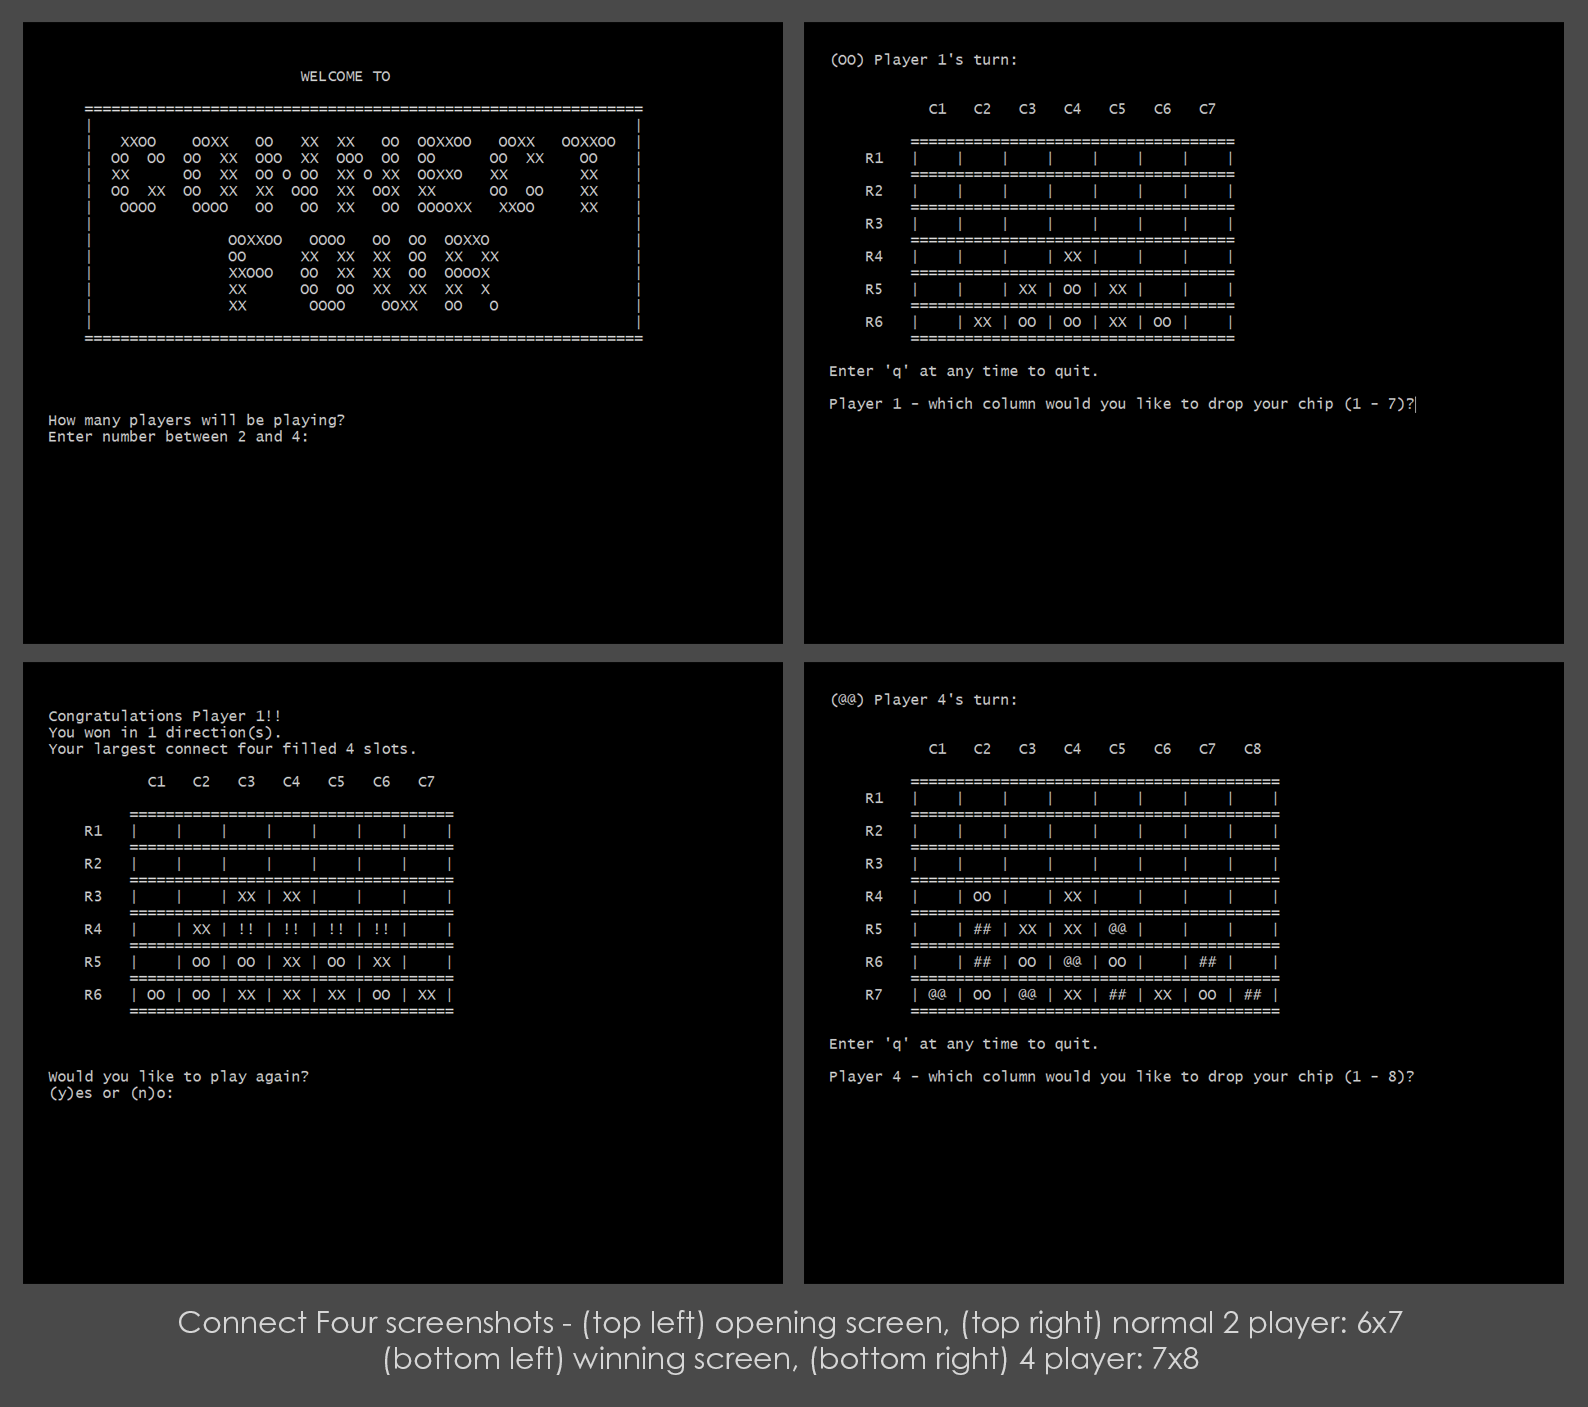 WELCOME TO
==============================================================
|                                                            |
|   XXOO    OOXX   OO   XX  XX   OO  OOXXOO   OOXX   OOXXOO  |
|  OO  OO  OO  XX  OOO  XX  OOO  OO  OO      OO  XX    OO    |
|  XX      OO  XX  OO O OO  XX O XX  OOXXO   XX        XX    |
|  OO  XX  OO  XX  XX  OOO  XX  OOX  XX      OO  OO    XX    |
|   OOOO    OOOO   OO   OO  XX   OO  OOOOXX   XXOO     XX    |
|                                                            |
|               OOXXOO   OOOO   OO  OO  OOXXO                |
|               OO      XX  XX  XX  OO  XX  XX               |
|               XXOOO   OO  XX  XX  OO  OOOOX                |
|               XX      OO  OO  XX  XX  XX  X                |
|               XX       OOOO    OOXX   OO   O               |
|                                                            |
==============================================================
How many players will be playing?
Enter number between 2 and 4:
(OO) Player 1's turn:
C1   C2   C3   C4   C5   C6   C7
====================================
R1   |    |    |    |    |    |    |    |
====================================
R2   |    |    |    |    |    |    |    |
====================================
R3   |    |    |    |    |    |    |    |
====================================
R4   |    |    |    | XX |    |    |    |
====================================
R5   |    |    | XX | OO | XX |    |    |
====================================
R6   |    | XX | OO | OO | XX | OO |    |
====================================
Enter 'q' at any time to quit.
Player 1 - which column would you like to drop your chip (1 - 7)?
Congratulations Player 1!!
You won in 1 direction(s).
Your largest connect four filled 4 slots.
C1   C2   C3   C4   C5   C6   C7
====================================
R1   |    |    |    |    |    |    |    |
====================================
R2   |    |    |    |    |    |    |    |
====================================
R3   |    |    | XX | XX |    |    |    |
====================================
R4   |    | XX | !! | !! | !! | !! |    |
====================================
R5   |    | OO | OO | XX | OO | XX |    |
====================================
R6   | OO | OO | XX | XX | XX | OO | XX |
====================================
Would you like to play again?
(y)es or (n)o:
(@@) Player 4's turn:
C1   C2   C3   C4   C5   C6   C7   C8
=========================================
R1   |    |    |    |    |    |    |    |    |
=========================================
R2   |    |    |    |    |    |    |    |    |
=========================================
R3   |    |    |    |    |    |    |    |    |
=========================================
R4   |    | OO |    | XX |    |    |    |    |
=========================================
R5   |    | ## | XX | XX | @@ |    |    |    |
=========================================
R6   |    | ## | OO | @@ | OO |    | ## |    |
=========================================
R7   | @@ | OO | @@ | XX | ## | XX | OO | ## |
=========================================
Enter 'q' at any time to quit.
Player 4 - which column would you like to drop your chip (1 - 8)?
Connect Four screenshots - (top left) opening screen, (top right) normal 2 player: 6x7
(bottom left) winning screen, (bottom right) 4 player: 7x8